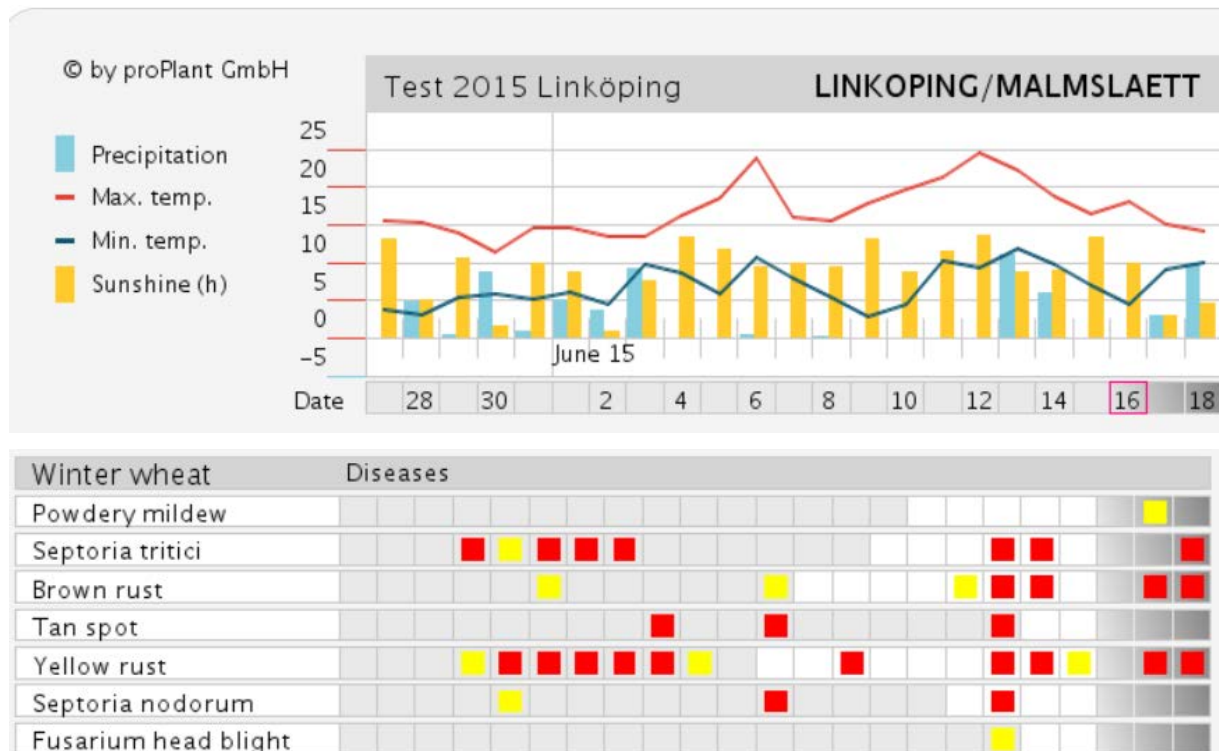 © by proPlant GmbH
Test 2015 Linköping
LINKOPING/MALMSLAETT
Precipitation
Max. temp.
Min. temp.
Sunshine (h)
25
20
15
10
5
0
-5
June 15
Date 28 30 2 4 6 8 10 12 14 16 18
Winter wheat Diseases
Powdery mildew
Septoria tritici
Brown rust
Tan spot
Yellow rust
Septoria nodorum
Fusarium head blight